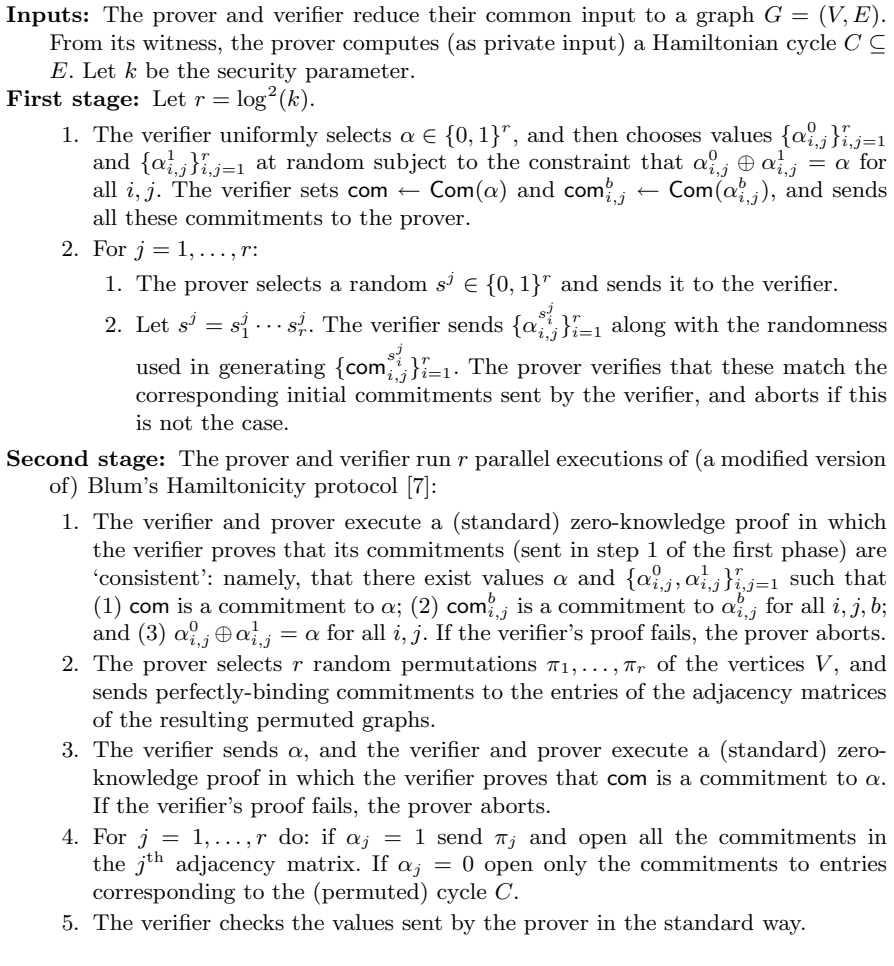 Inputs: The prover and verifier reduce their common input to a graph G = (V, E).
From its witness, the prover computes (as private input) a Hamiltonian cycle C ⊆
E. Let k be the security parameter.
First stage: Let r = log²(k).
1. The verifier uniformly selects α ∈ {0, 1}^r, and then chooses values {α^0_{i,j}}^r_{i,j=1}
and {α^1_{i,j}}^r_{i,j=1} at random subject to the constraint that α^0_{i,j} ⊕ α^1_{i,j} = α for
all i, j. The verifier sets com ← Com(α) and com^b_{i,j} ← Com(α^b_{i,j}), and sends
all these commitments to the prover.
2. For j = 1, . . . , r:
1. The prover selects a random s^j ∈ {0, 1}^r and sends it to the verifier.
2. Let s^j = s^j_1 · · · s^j_r. The verifier sends {α^{s^j_i}_{i,j}}^r_{i=1} along with the randomness
used in generating {com^{s^j_i}_{i,j}}^r_{i=1}. The prover verifies that these match the
corresponding initial commitments sent by the verifier, and aborts if this
is not the case.
Second stage: The prover and verifier run r parallel executions of (a modified version
of) Blum's Hamiltonicity protocol [7]:
1. The verifier and prover execute a (standard) zero-knowledge proof in which
the verifier proves that its commitments (sent in step 1 of the first phase) are
‘consistent’: namely, that there exist values α and {α^0_{i,j}, α^1_{i,j}}^r_{i,j=1} such that
(1) com is a commitment to α; (2) com^b_{i,j} is a commitment to α^b_{i,j} for all i, j, b;
and (3) α^0_{i,j} ⊕ α^1_{i,j} = α for all i, j. If the verifier's proof fails, the prover aborts.
2. The prover selects r random permutations π_1, . . . , π_r of the vertices V, and
sends perfectly-binding commitments to the entries of the adjacency matrices
of the resulting permuted graphs.
3. The verifier sends α, and the verifier and prover execute a (standard) zero-
knowledge proof in which the verifier proves that com is a commitment to α.
If the verifier's proof fails, the prover aborts.
4. For j = 1, . . . , r do: if α_j = 1 send π_j and open all the commitments in
the j^th adjacency matrix. If α_j = 0 open only the commitments to entries
corresponding to the (permuted) cycle C.
5. The verifier checks the values sent by the prover in the standard way.